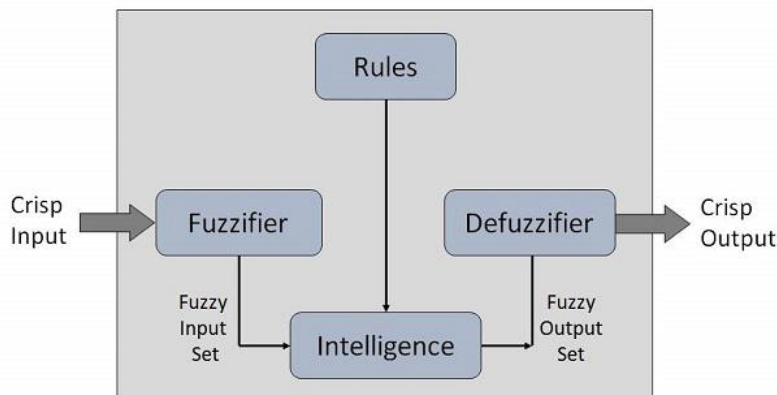 Rules
Crisp
Input
Fuzzifier
Defuzzifier
Crisp
Output
Fuzzy
Input
Set
Intelligence
Fuzzy
Output
Set